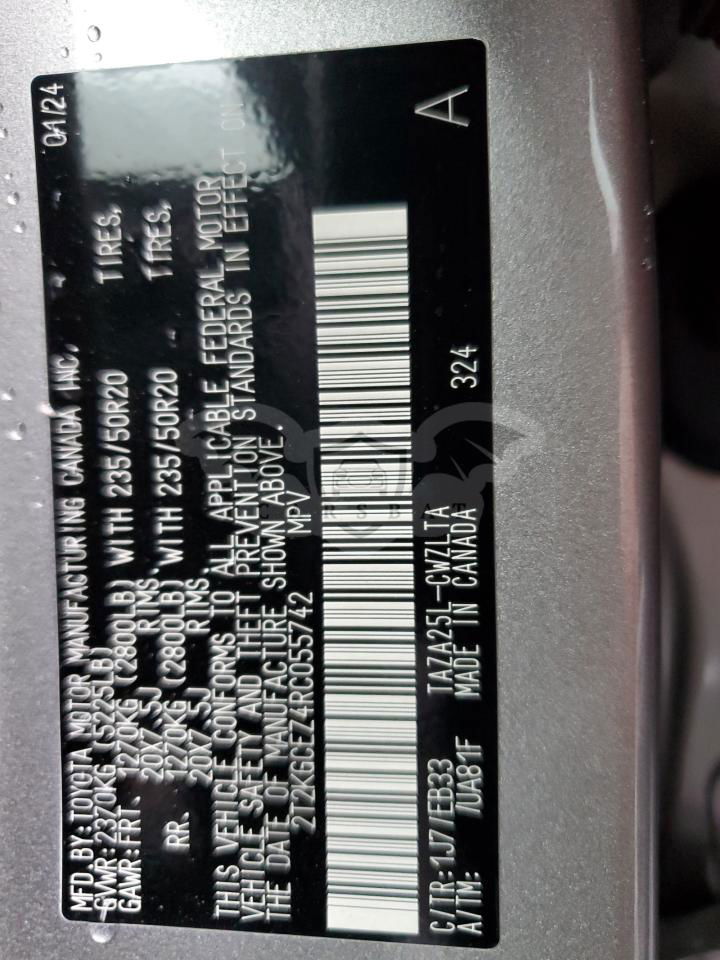 MFD.BY:TOYOTA MOTOR MANUFACTURING CANADA INC. 04/24
GVWR:2370KG (5225LB)
GAWR:FRT. 1270KG (2800LB) WITH 235/50R20 TIRES,
20X7.5J RIMS,
RR. 1270KG (2800LB) WITH 235/50R20 TIRES,
20X7.5J RIMS,
THIS VEHICLE CONFORMS TO ALL APPLICABLE FEDERAL MOTOR
VEHICLE SAFETY AND THEFT PREVENTION STANDARDS IN EFFECT ON
THE DATE OF MANUFACTURE SHOWN ABOVE.
2T2KGCEZ4RC055742 MPV
C/TR:1J7/EB33 TAZA25L-CWZLTA 324 A
A/TM: /UA81F MADE IN CANADA